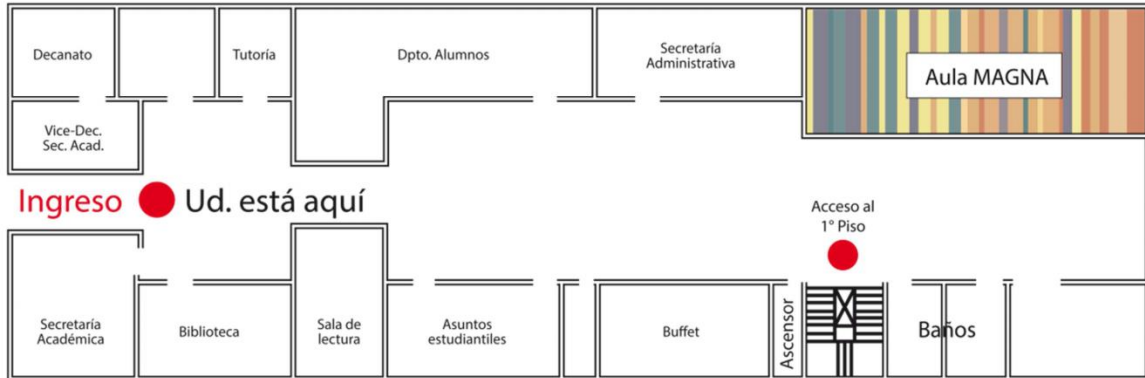 Decanato
Tutoría
Dpto. Alumnos
Secretaría
Administrativa
Aula MAGNA
Vice-Dec.
Sec. Acad.
Ingreso
Ud. está aquí
Acceso al
1° Piso
Secretaría
Académica
Biblioteca
Sala de
lectura
Asuntos
estudiantiles
Buffet
Ascensor
Baños